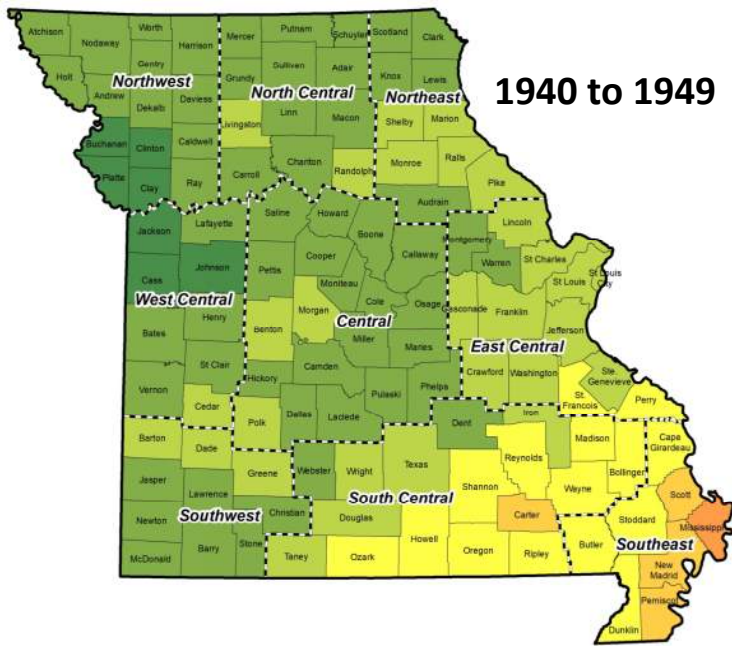 1940 to 1949
Atchison
Nodaway
Worth
Harrison
Gentry
Holt
Andrew
Dekalb
Daviess
Northwest
Buchanan
Clinton
Caldwell
Platte
Clay
Ray
Mercer
Putnam
Schuyler
Sullivan
Adair
Grundy
North Central
Linn
Macon
Livingston
Carroll
Chariton
Randolph
Scotland
Clark
Knox
Lewis
Northeast
Shelby
Marion
Monroe
Ralls
Pike
Audrain
Jackson
Lafayette
Cass
Johnson
West Central
Bates
Henry
St Clair
Vernon
Cedar
Saline
Howard
Boone
Callaway
Pettis
Cooper
Moniteau
Cole
Osage
Benton
Morgan
Central
Miller
Maries
Camden
Hickory
Pulaski
Phelps
Polk
Dallas
Laclede
Montgomery
Lincoln
Warren
St Charles
St Louis
St Louis
City
Gasconade
Franklin
Jefferson
East Central
Crawford
Washington
Ste.
Genevieve
St.
Francois
Perry
Barton
Dade
Jasper
Greene
Lawrence
Southwest
Newton
Christian
McDonald
Barry
Stone
Dent
Iron
Webster
Wright
Texas
Reynolds
Madison
Shannon
South Central
Bollinger
Wayne
Douglas
Carter
Taney
Ozark
Howell
Oregon
Ripley
Cape
Girardeau
Scott
Stoddard
Mississippi
Butler
Southeast
New
Madrid
Pemiscot
Dunklin